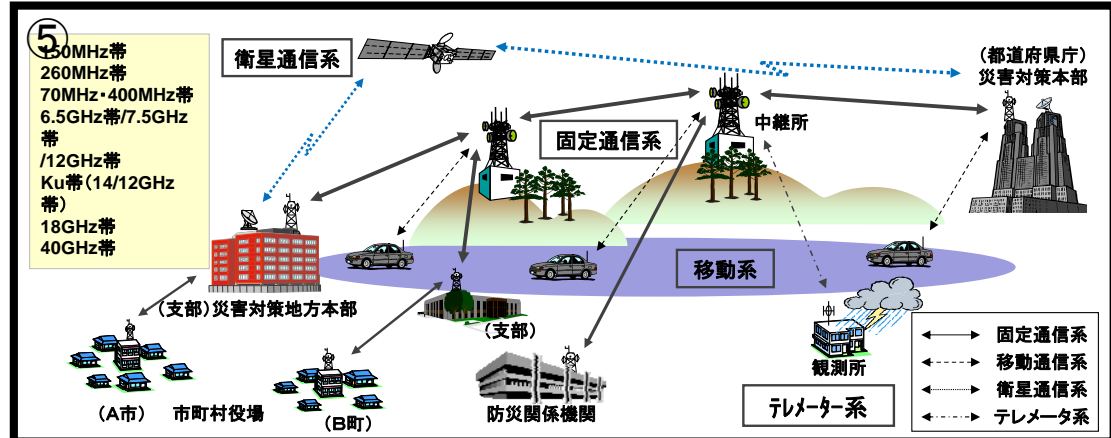 ⑤
150MHz帯
260MHz帯
70MHz・400MHz帯
6.5GHz帯/7.5GHz
帯
/12GHz帯
Ku帯(14/12GHz
帯)
18GHz帯
40GHz帯
衛星通信系
(都道府県庁)
災害対策本部
固定通信系
中継所
移動系
(支部)災害対策地方本部
(支部)
観測所
(A市) 市町村役場
(B町)
防災関係機関
テレメーター系
固定通信系
移動通信系
衛星通信系
テレメータ系